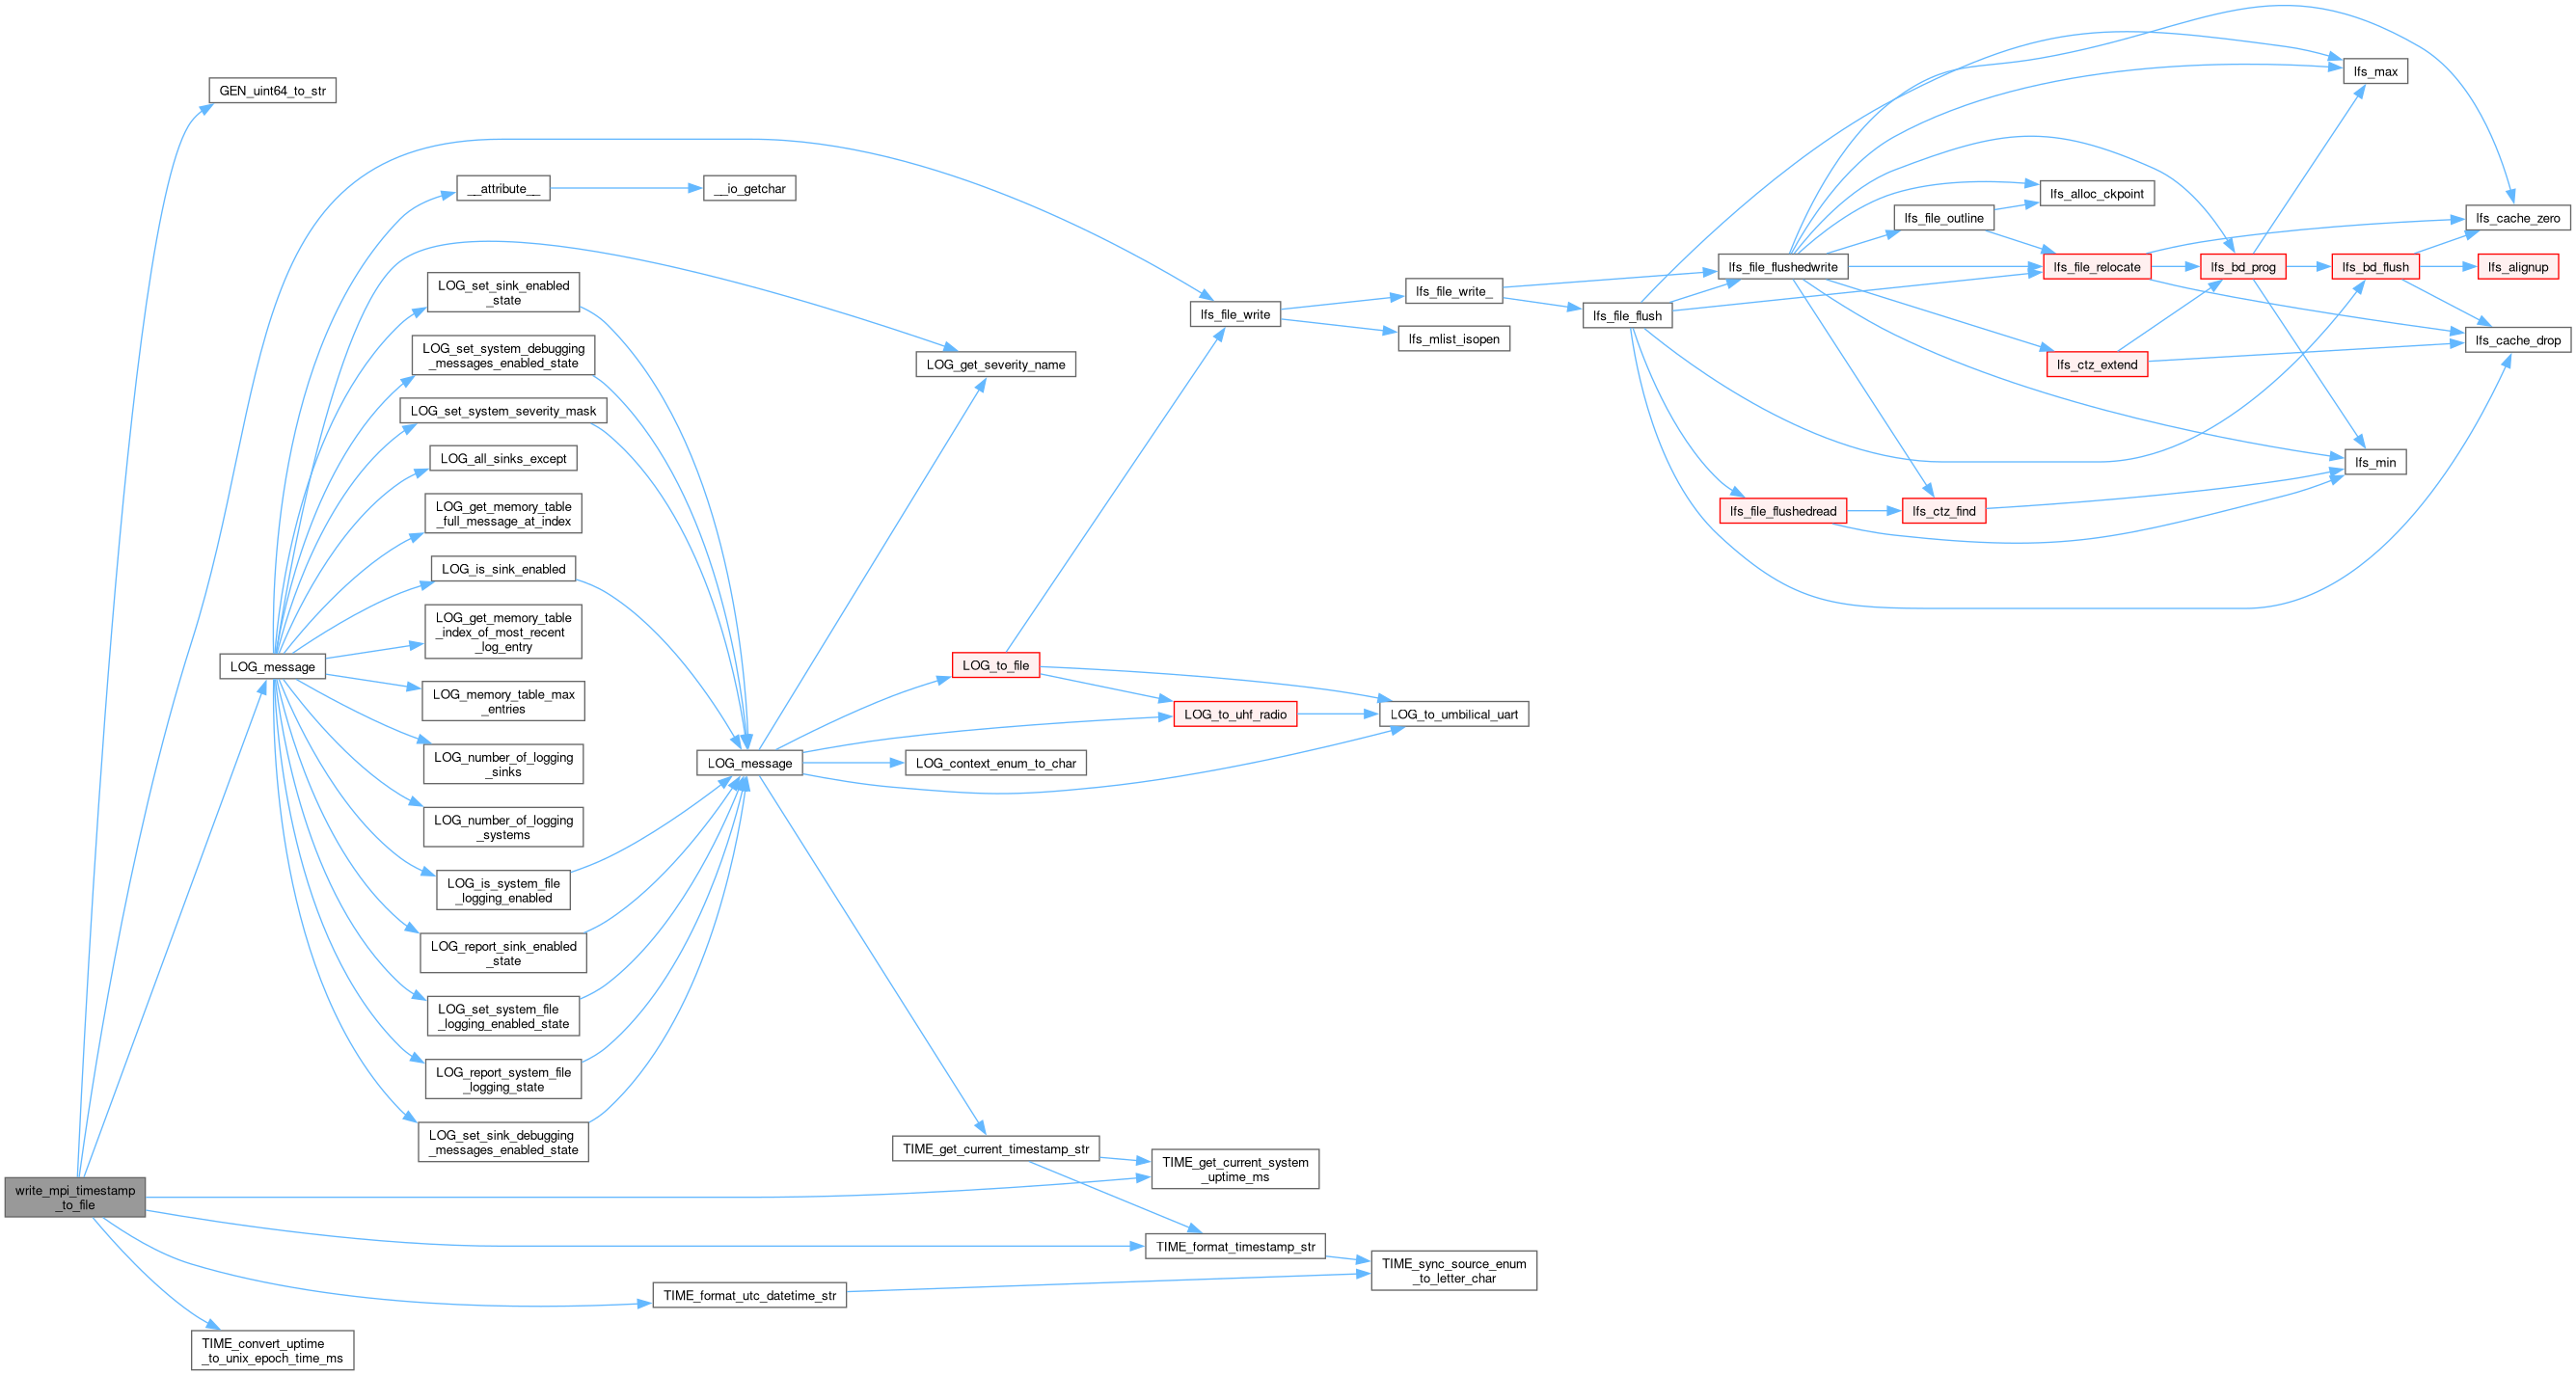 write_mpi_timestamp
_to_file
GEN_uint64_to_str
LOG_message
__attribute__
__io_getchar
LOG_set_sink_enabled
_state
LOG_set_system_debugging
_messages_enabled_state
LOG_set_system_severity_mask
LOG_all_sinks_except
LOG_get_memory_table
_full_message_at_index
LOG_is_sink_enabled
LOG_get_memory_table
_index_of_most_recent
_log_entry
LOG_memory_table_max
_entries
LOG_number_of_logging
_sinks
LOG_number_of_logging
_systems
LOG_is_system_file
_logging_enabled
LOG_report_sink_enabled
_state
LOG_set_system_file
_logging_enabled_state
LOG_report_system_file
_logging_state
LOG_set_sink_debugging
_messages_enabled_state
LOG_message
LOG_get_severity_name
LOG_to_file
LOG_to_uhf_radio
LOG_to_umbilical_uart
LOG_context_enum_to_char
TIME_get_current_timestamp_str
TIME_get_current_system
_uptime_ms
TIME_format_timestamp_str
TIME_sync_source_enum
_to_letter_char
TIME_format_utc_datetime_str
TIME_convert_uptime
_to_unix_epoch_time_ms
lfs_file_write
lfs_file_write_
lfs_mlist_isopen
lfs_file_flush
lfs_file_flushedwrite
lfs_file_flushedread
lfs_file_outline
lfs_alloc_ckpoint
lfs_file_relocate
lfs_ctz_extend
lfs_ctz_find
lfs_bd_prog
lfs_bd_flush
lfs_max
lfs_cache_zero
lfs_alignup
lfs_cache_drop
lfs_min